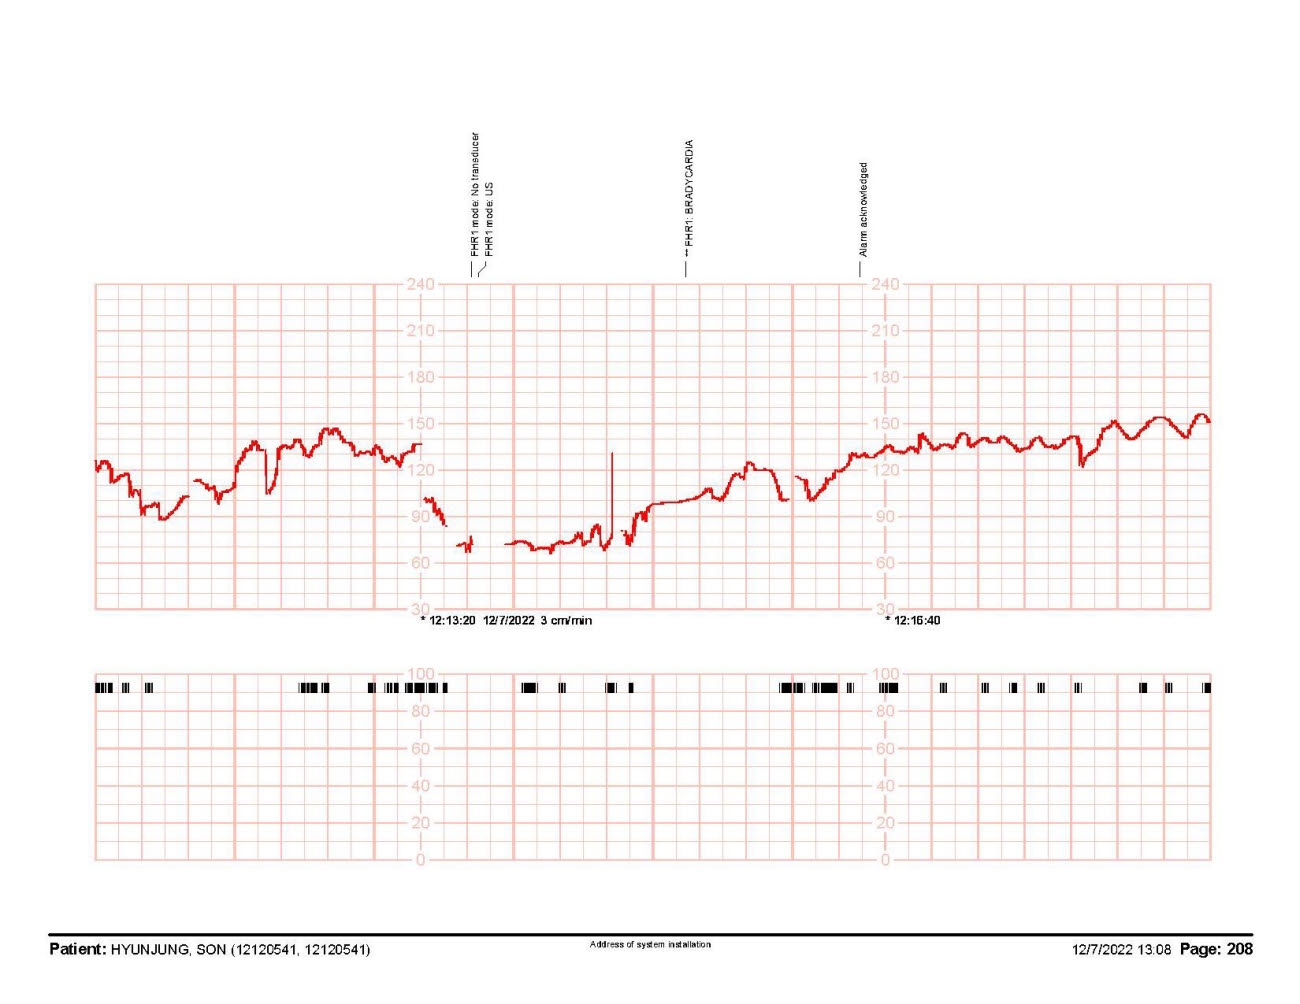 FHR1 mode: No transducer
FHR1 mode: US
** FHR1: BRADYCARDIA
Alarm acknowledged
240 240
210 210
180 180
150 150
120 120
90 90
60 60
30 30
* 12:13:20 12/7/2022 3 cm/min * 12:16:40
100 100
80 80
60 60
40 40
20 20
0 0
Patient: HYUNJUNG, SON (12120541, 12120541) Address of system installation 12/7/2022 13:08 Page: 208